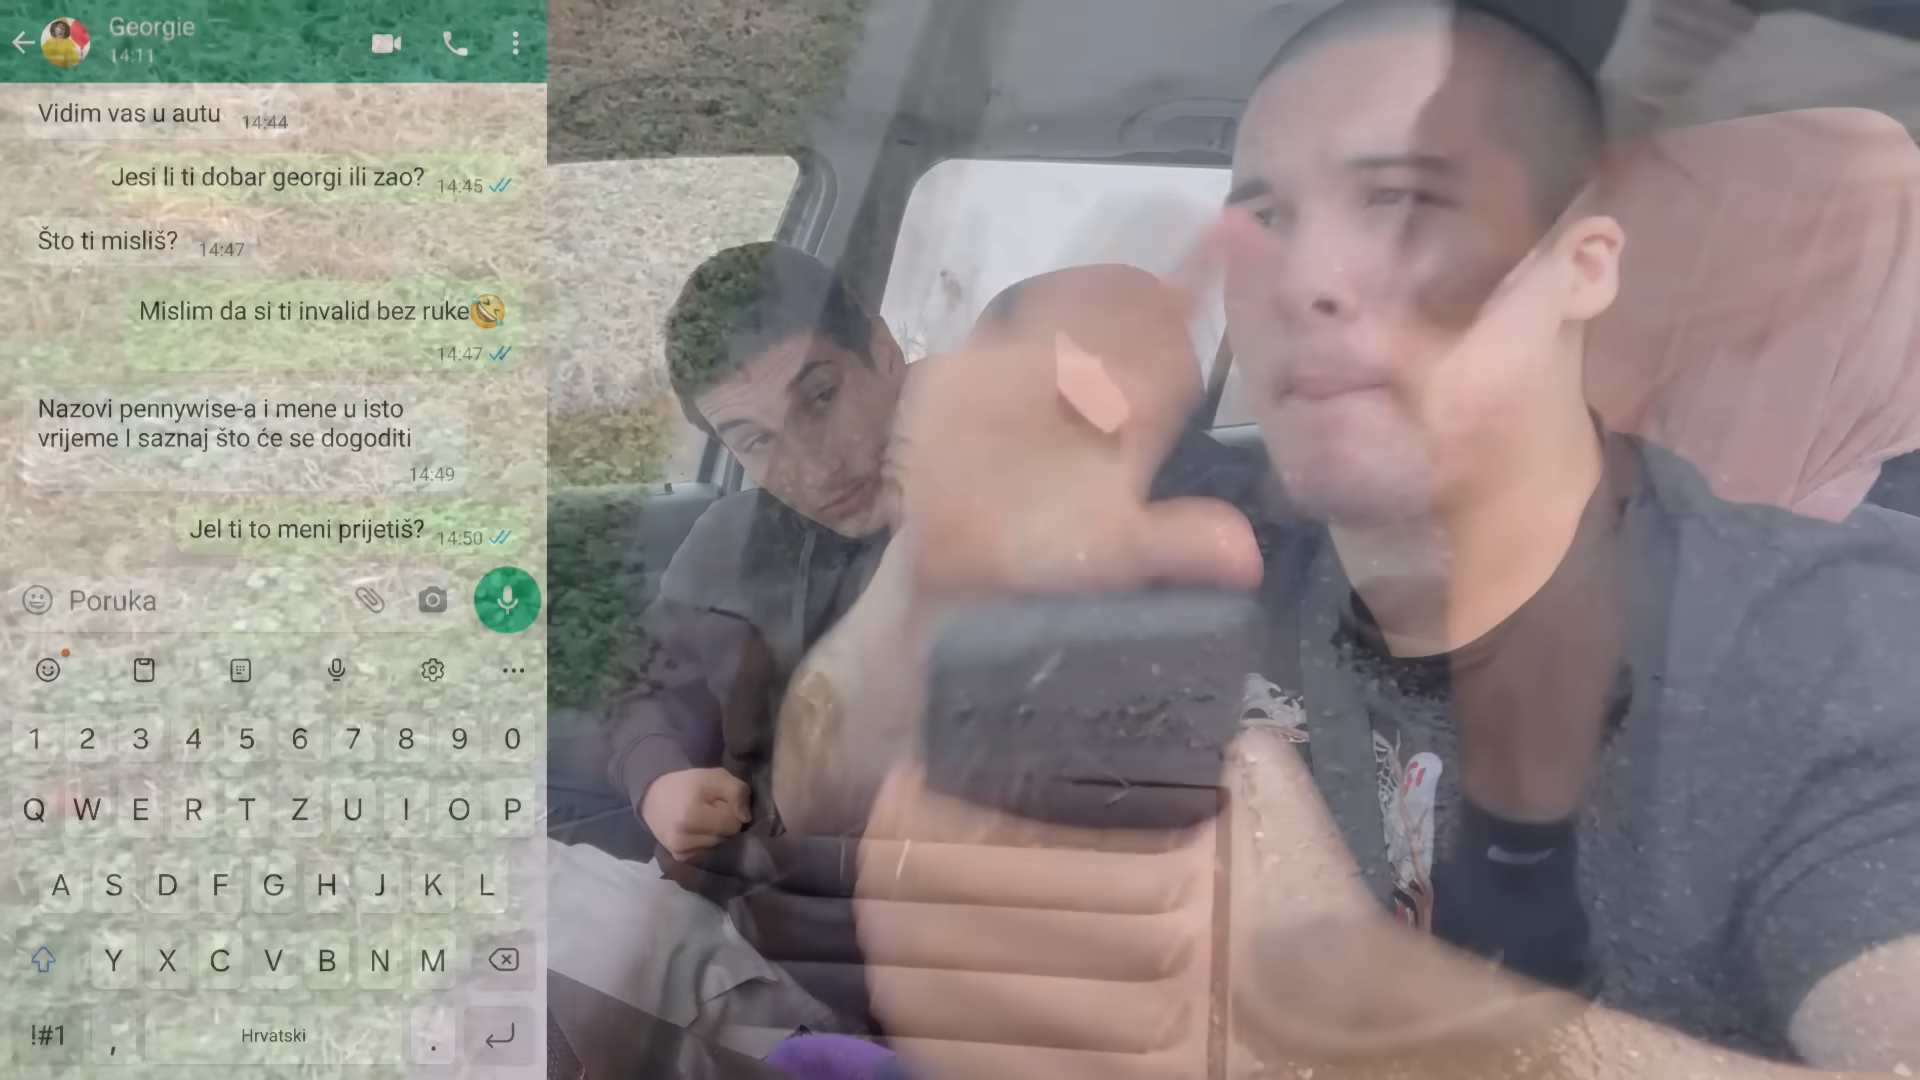 Georgie
14:11
Vidim vas u autu 14:44
Jesi li ti dobar georgi ili zao? 14:45
Što ti misliš? 14:47
Mislim da si ti invalid bez ruke🤣
14:47
Nazovi pennywise-a i mene u isto
vrijeme I saznaj što će se dogoditi
14:49
Jel ti to meni prijetiš? 14:50
Poruka
1 2 3 4 5 6 7 8 9 0
Q W E R T Z U I O P
A S D F G H J K L
Y X C V B N M
!#1 , Hrvatski .